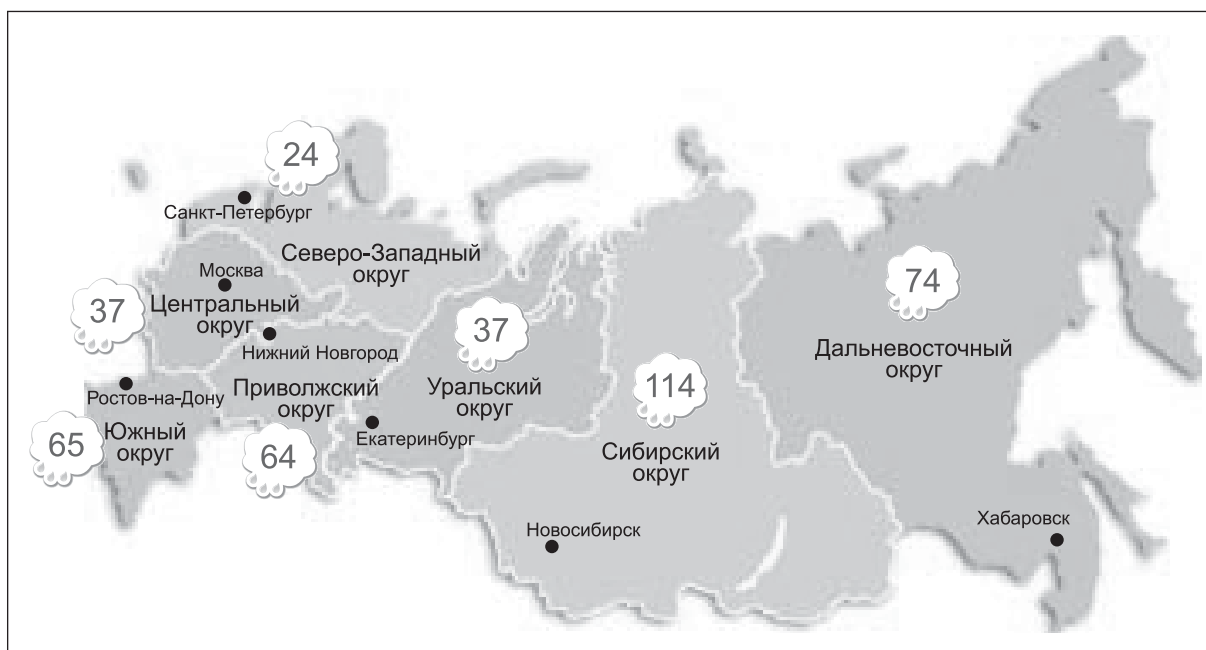 24
Санкт-Петербург
Северо-Западный
округ
Москва
37
Центральный
округ
37
74
Нижний Новгород
Дальневосточный
округ
Ростов-на-Дону
Приволжский
округ
Уральский
округ
114
65
Южный
округ
64
Екатеринбург
Сибирский
округ
Новосибирск
Хабаровск